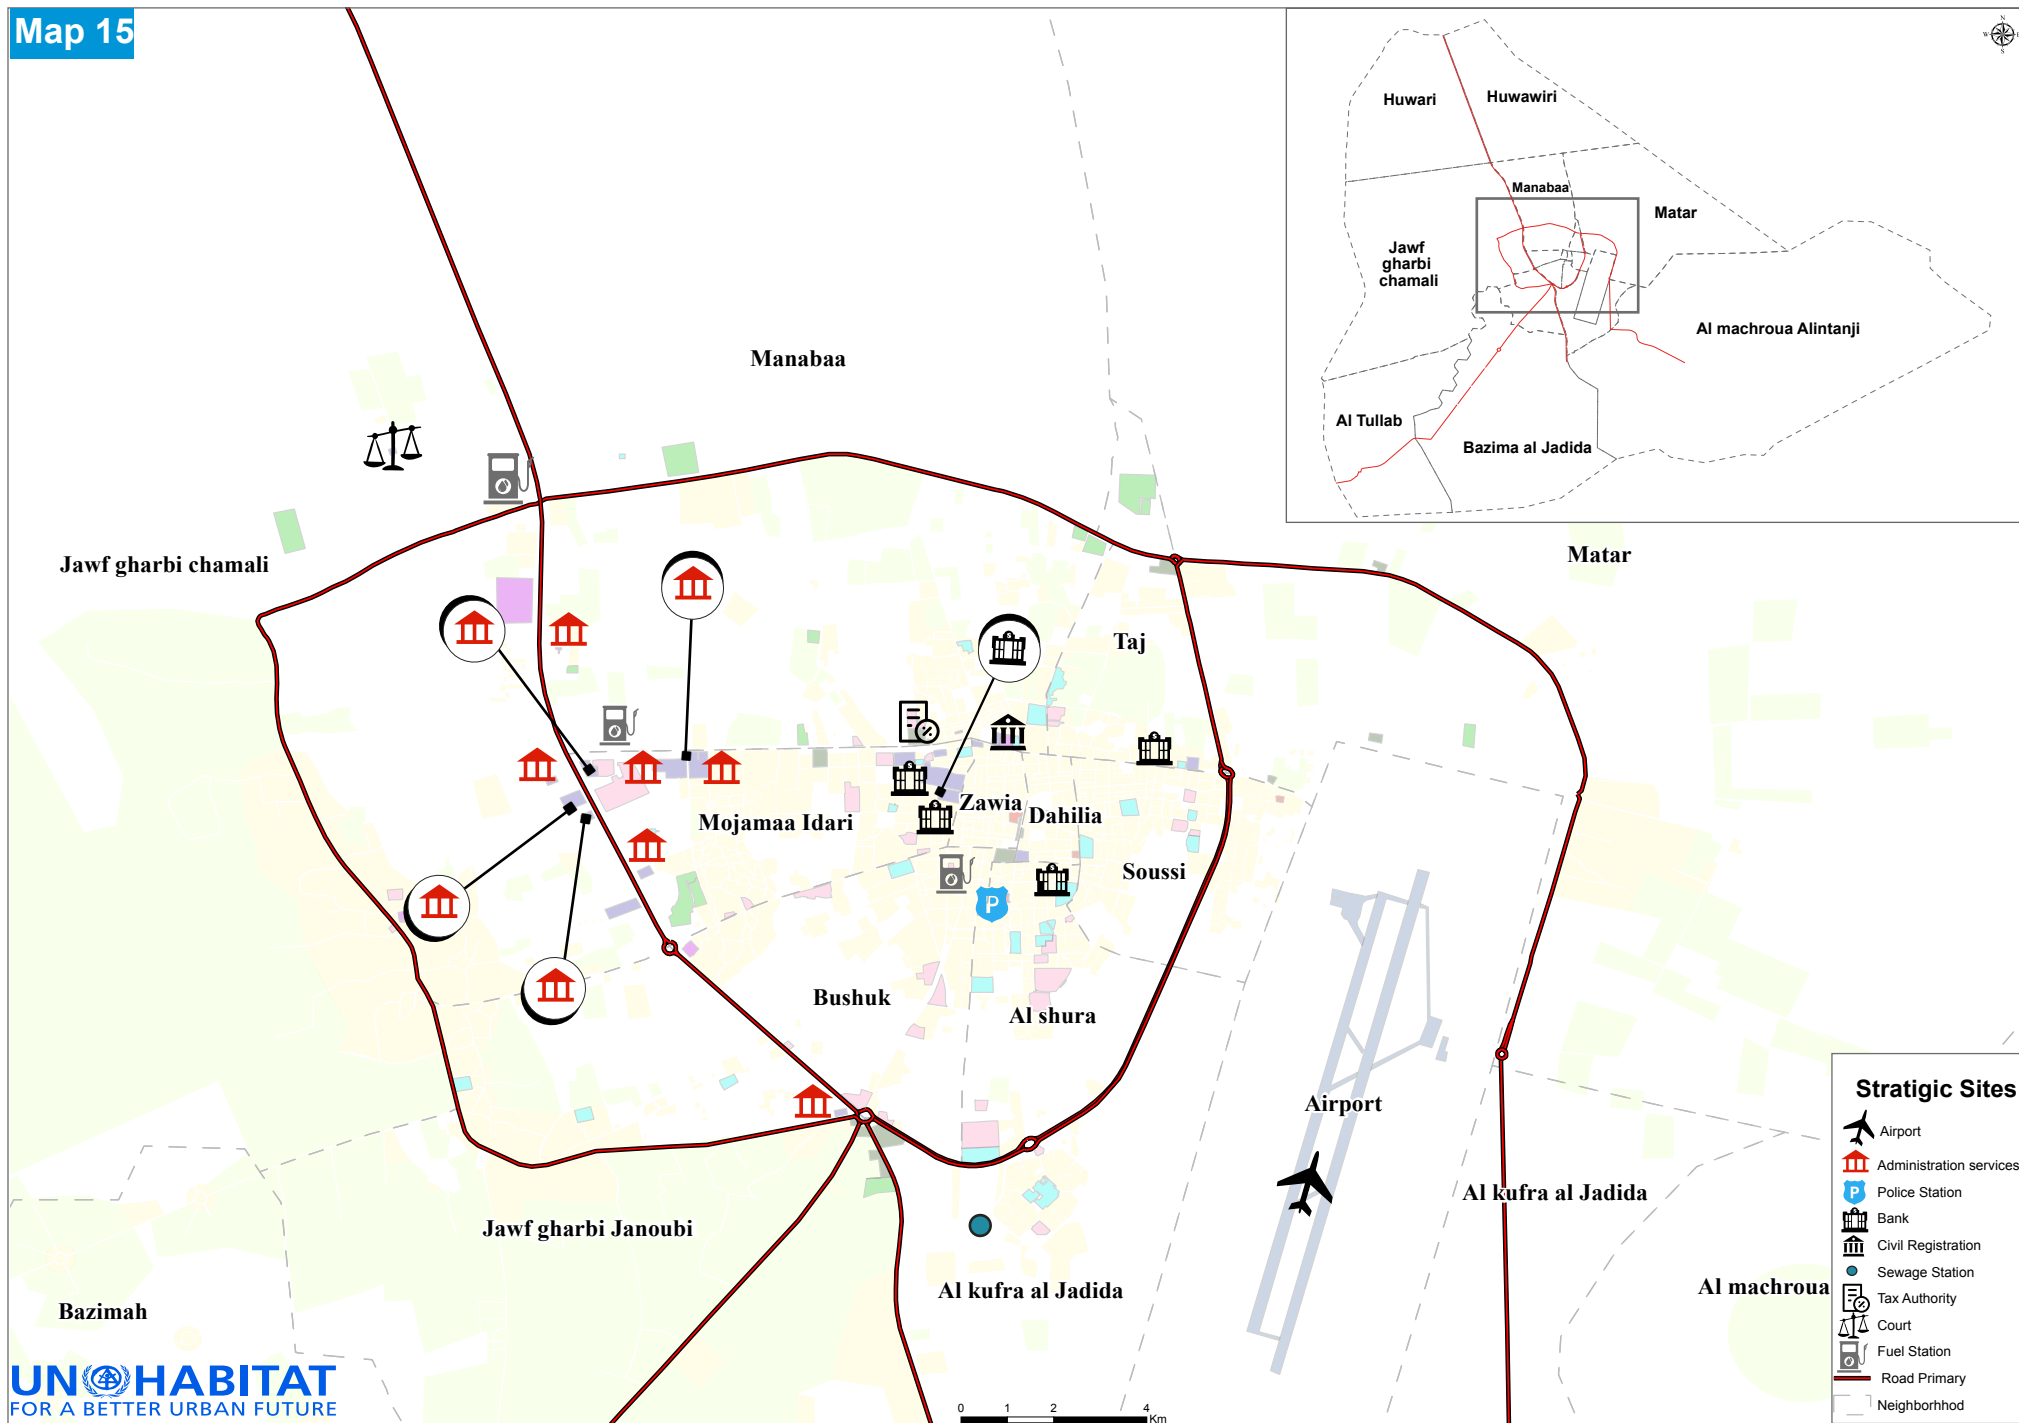 Map 15
N
W
E
S
Huwari
Huwawiri
Manabaa
Matar
Jawf
gharbi
chamali
Al machroua Alintanji
Al Tullab
Bazima al Jadida
Manabaa
Jawf gharbi chamali
Matar
Taj
Zawia
Dahilia
Mojamaa Idari
Soussi
Bushuk
Al shura
Airport
Al kufra al Jadida
Jawf gharbi Janoubi
Al kufra al Jadida
Al machroua
Bazimah
P
Stratigic Sites
Airport
Administration services
P
Police Station
Bank
Civil Registration
Sewage Station
Tax Authority
Court
Fuel Station
Road Primary
Neighborhhod
UN HABITAT
FOR A BETTER URBAN FUTURE
0 1 2 4
Km